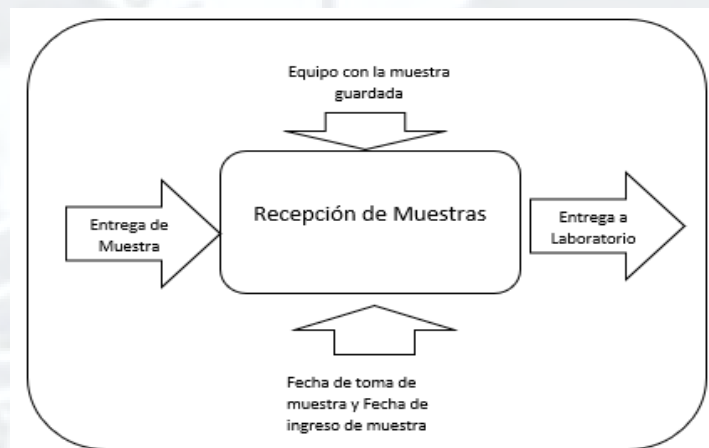 Equipo con la muestra
guardada
Recepción de Muestras
Entrega de
Muestra
Entrega a
Laboratorio
Fecha de toma de
muestra y Fecha de
ingreso de muestra